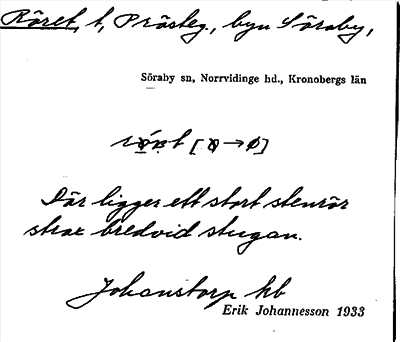 Röret, t, Prästeg., byn Söraby,
Söraby sn, Norrvidinge hd., Kronobergs län
Där ligger ett stort stenrör
strax bredvid stugan.
Johanstorp hb
Erik Johannesson 1933